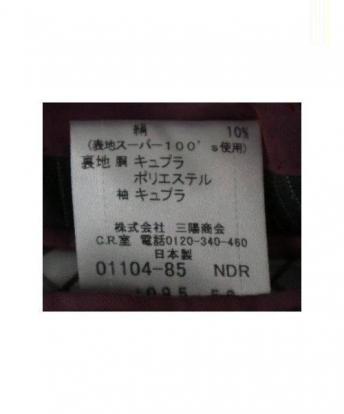 絹 10%
(表地スーパー100's使用)
裏地 胴 キュプラ
ポリエステル
袖 キュプラ
株式会社 三陽商会
C.R.室 電話0120-340-460
日本製
01104-85 NDR